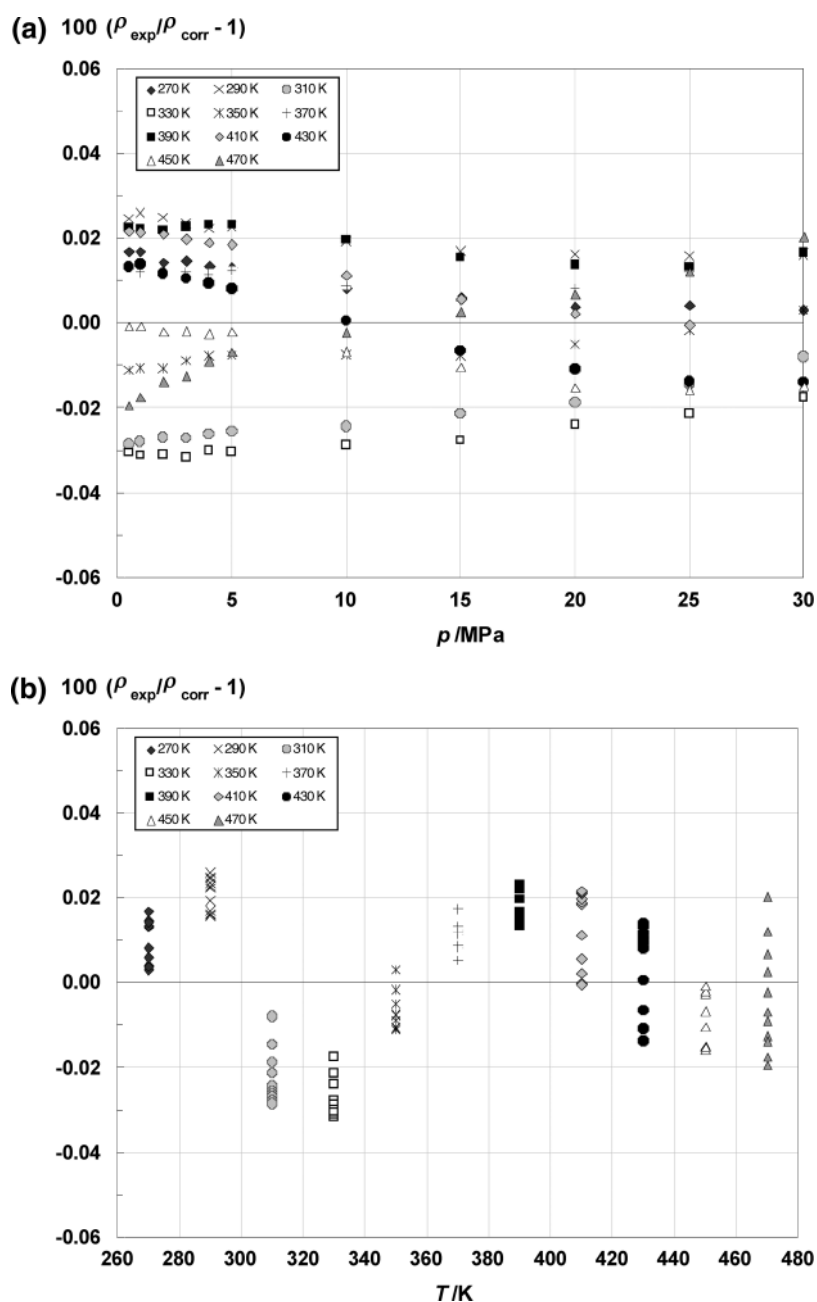 (a) 100 (ρexp/ρcorr - 1)
0.06
270 K 290 K 310 K
330 K 350 K 370 K
390 K 410 K 430 K
450 K 470 K
0.04
0.02
0.00
-0.02
-0.04
-0.06
0 5 10 15 20 25 30
p /MPa
(b) 100 (ρexp/ρcorr - 1)
0.06
270 K 290 K 310 K
330 K 350 K 370 K
390 K 410 K 430 K
450 K 470 K
0.04
0.02
0.00
-0.02
-0.04
-0.06
260 280 300 320 340 360 380 400 420 440 460 480
T/K